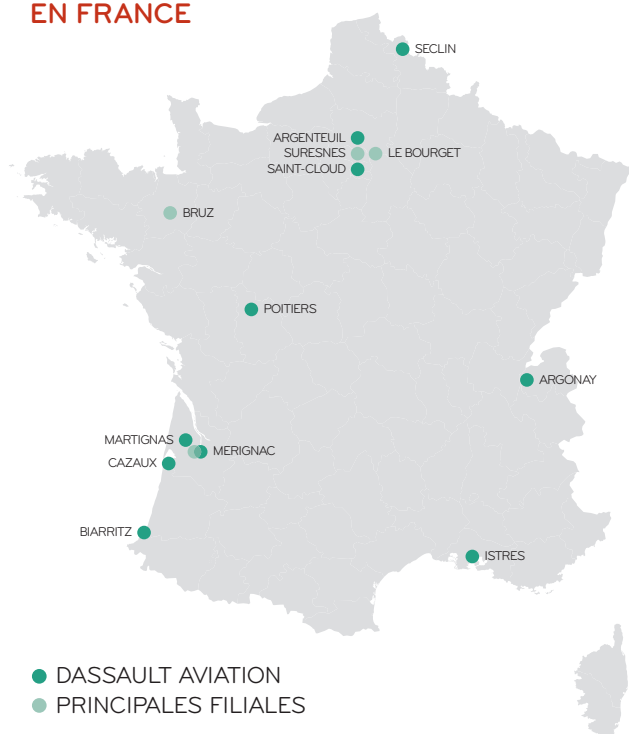 EN FRANCE
SECLIN
ARGENTEUIL
SURESNES
LE BOURGET
SAINT-CLOUD
BRUZ
POITIERS
ARGONAY
MARTIGNAS
MERIGNAC
CAZAUX
BIARRITZ
ISTRES
DASSAULT AVIATION
PRINCIPALES FILIALES